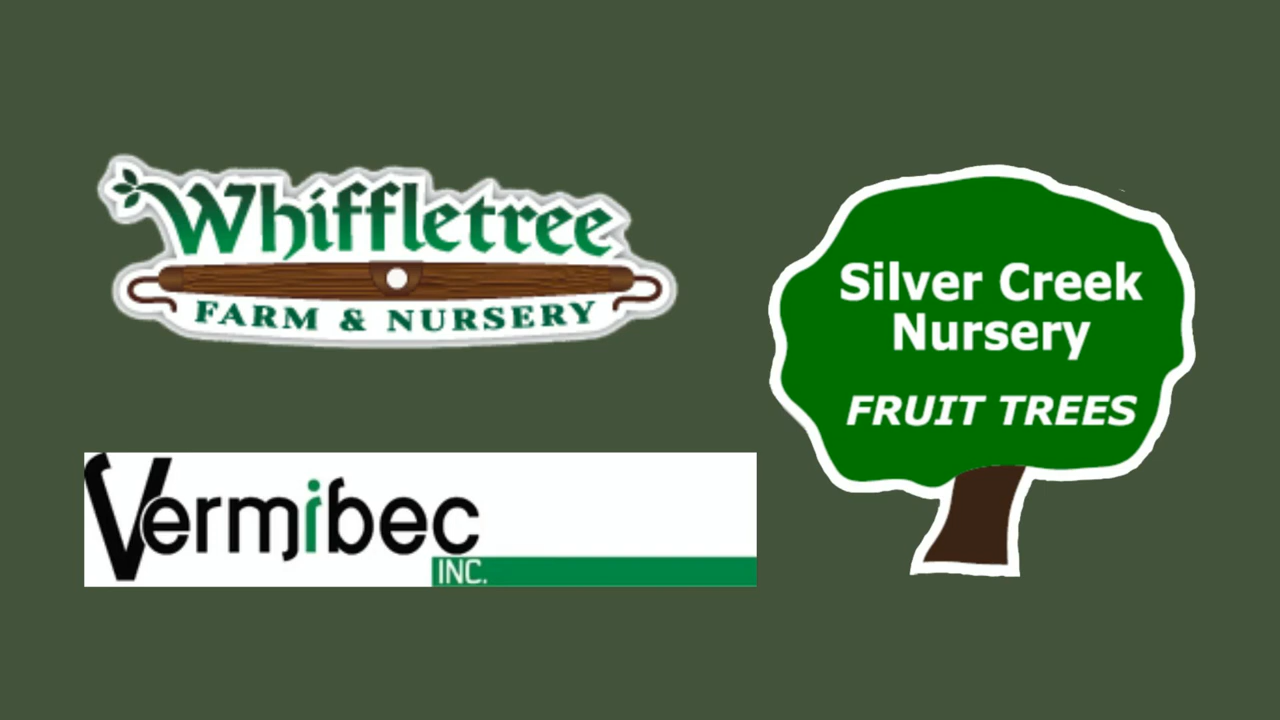 Whiffletree
FARM & NURSERY
Silver Creek
Nursery
FRUIT TREES
Vermibec
INC.